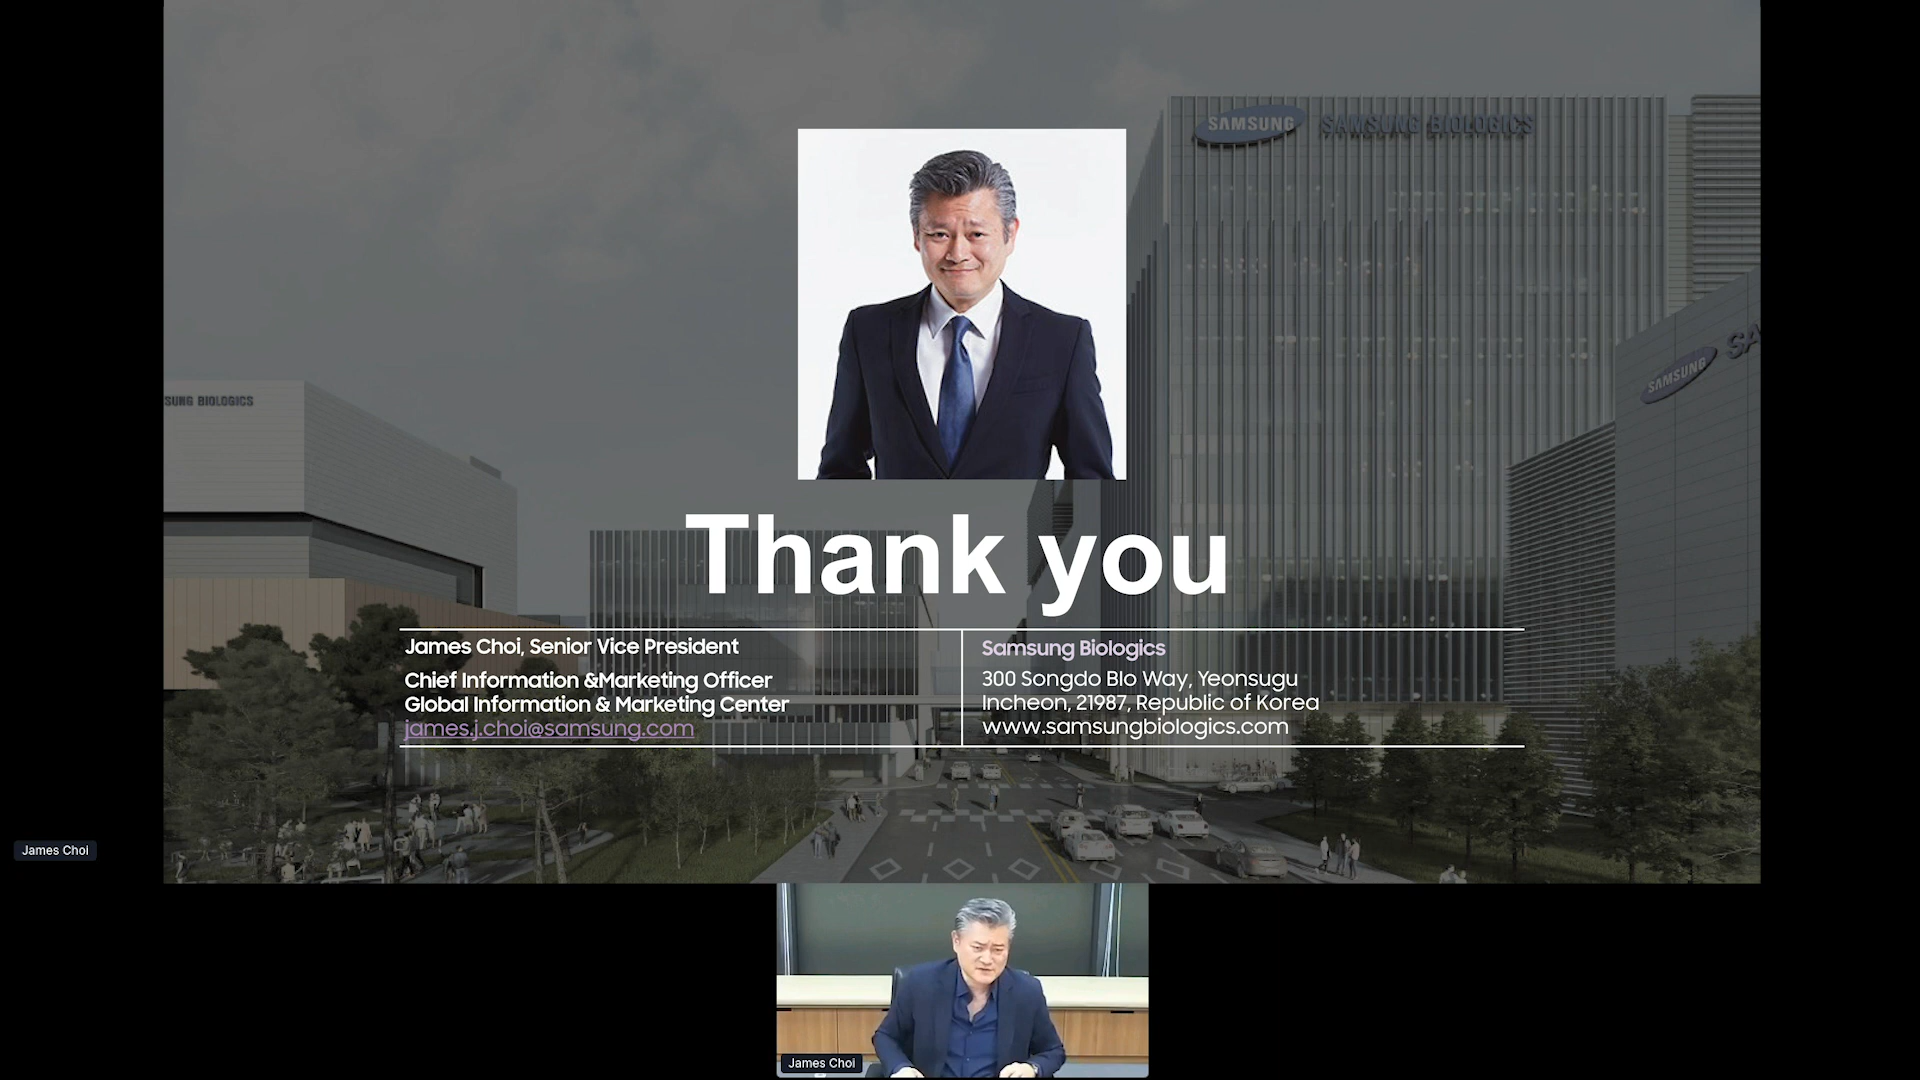 SAMSUNG SAMSUNG BIOLOGICS
SAMSUNG SA
SUNG BIOLOGICS
Thank you
James Choi, Senior Vice President
Chief Information &Marketing Officer
Global Information & Marketing Center
james.j.choi@samsung.com
Samsung Biologics
300 Songdo BIo Way, Yeonsugu
Incheon, 21987, Republic of Korea
www.samsungbiologics.com
James Choi
James Choi